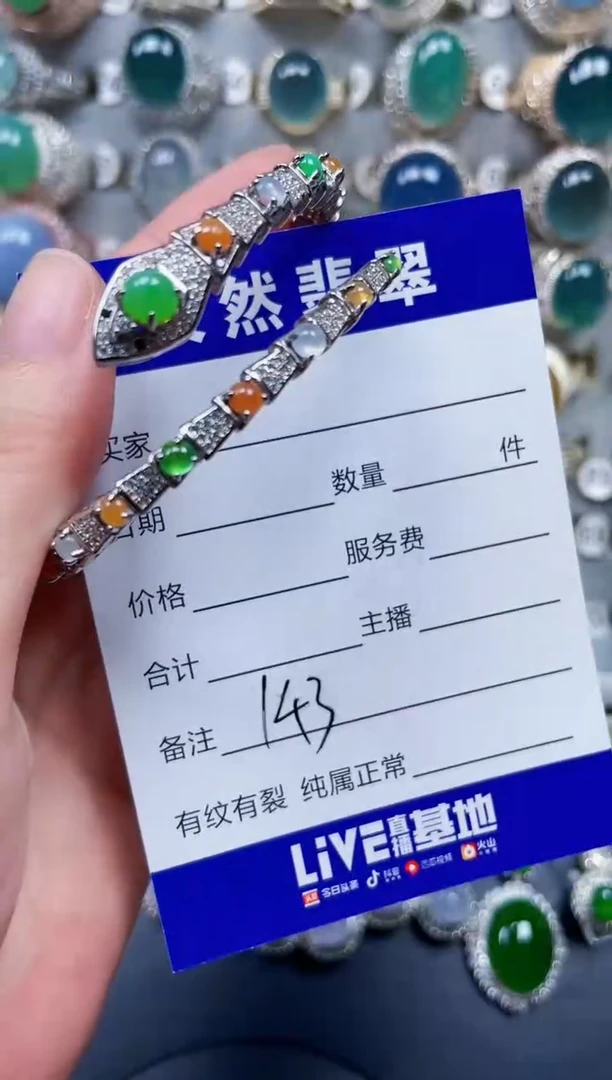 然翡翠
买家
数量 件
日期
服务费
价格
主播
合计
备注 143
有纹有裂 纯属正常
LiVE直播基地
今日头条 抖音 西瓜视频 火山